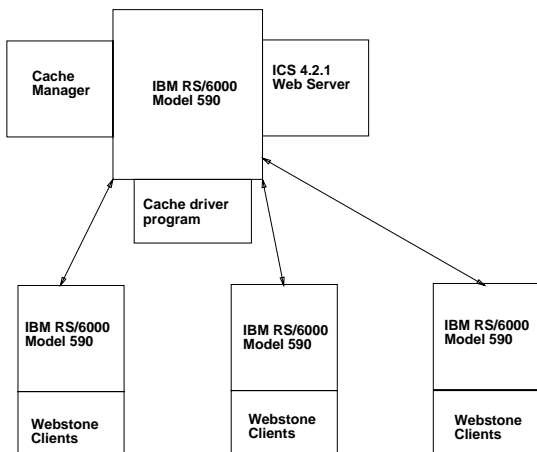 Cache
Manager
IBM RS/6000
Model 590
ICS 4.2.1
Web Server
Cache driver
program
IBM RS/6000
Model 590
IBM RS/6000
Model 590
IBM RS/6000
Model 590
Webstone
Clients
Webstone
Clients
Webstone
Clients